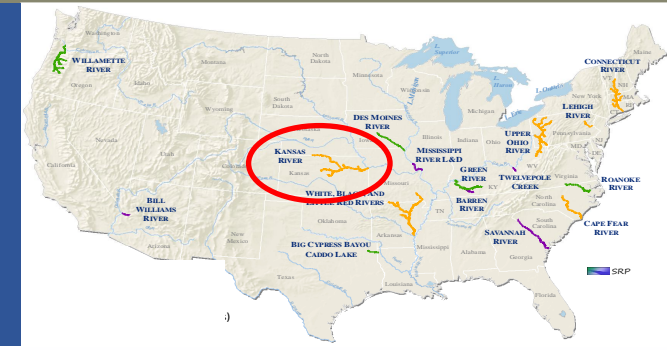 Washington
Maine
L. Superior
North
Dakota
Montana
Minnesota
WILLAMETTE
RIVER
CONNECTICUT
RIVER
VT
NH
MA
RI
L. Huron
L. Ontario
Oregon
Idaho
Wisconsin
South
Dakota
Michigan
New York
LEHIGH
RIVER
Wyoming
DES MOINES
RIVER
UPPER
OHIO
RIVER
Pennsylvania
NJ
MD
DE
Nevada
Utah
KANSAS
RIVER
Kansas
Illinois
Indiana
Ohio
MISSISSIPPI
RIVER L&D
GREEN
RIVER
KY
WV
Virginia
TWELVEPOLE
CREEK
ROANOKE
RIVER
California
Missouri
WHITE, BLACK AND
LITTLE RED RIVERS
BARREN
RIVER
North
Carolina
BILL
WILLIAMS
RIVER
Oklahoma
TN
South
Carolina
CAPE FEAR
RIVER
Arizona
New
Mexico
Arkansas
SAVANNAH
RIVER
BIG CYPRESS BAYOU
CADDO LAKE
Mississippi
Alabama
Georgia
SRP
Texas
Louisiana
Florida
:)